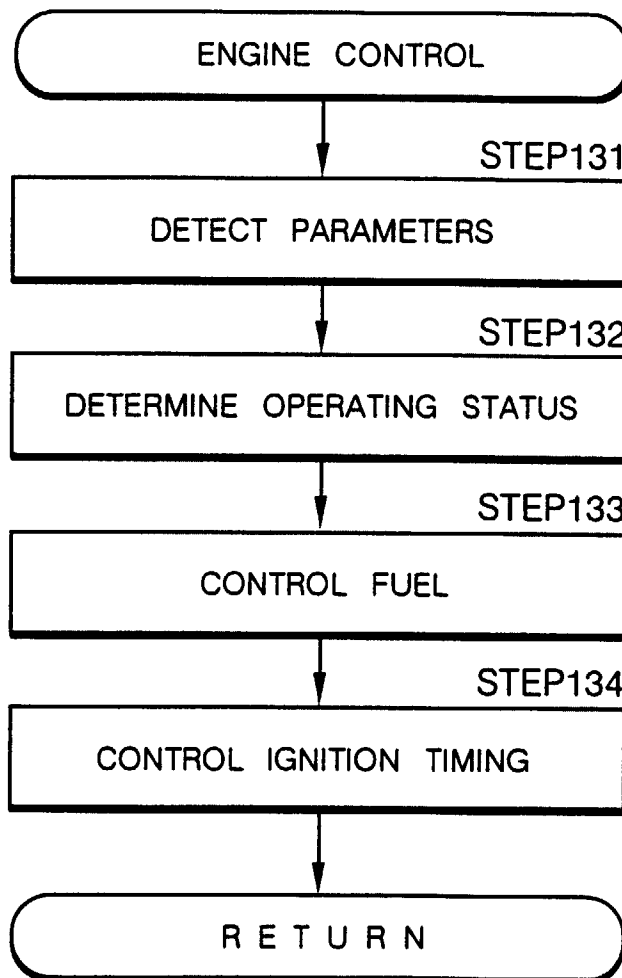 ENGINE CONTROL
STEP131
DETECT PARAMETERS
STEP132
DETERMINE OPERATING STATUS
STEP133
CONTROL FUEL
STEP134
CONTROL IGNITION TIMING
RETURN